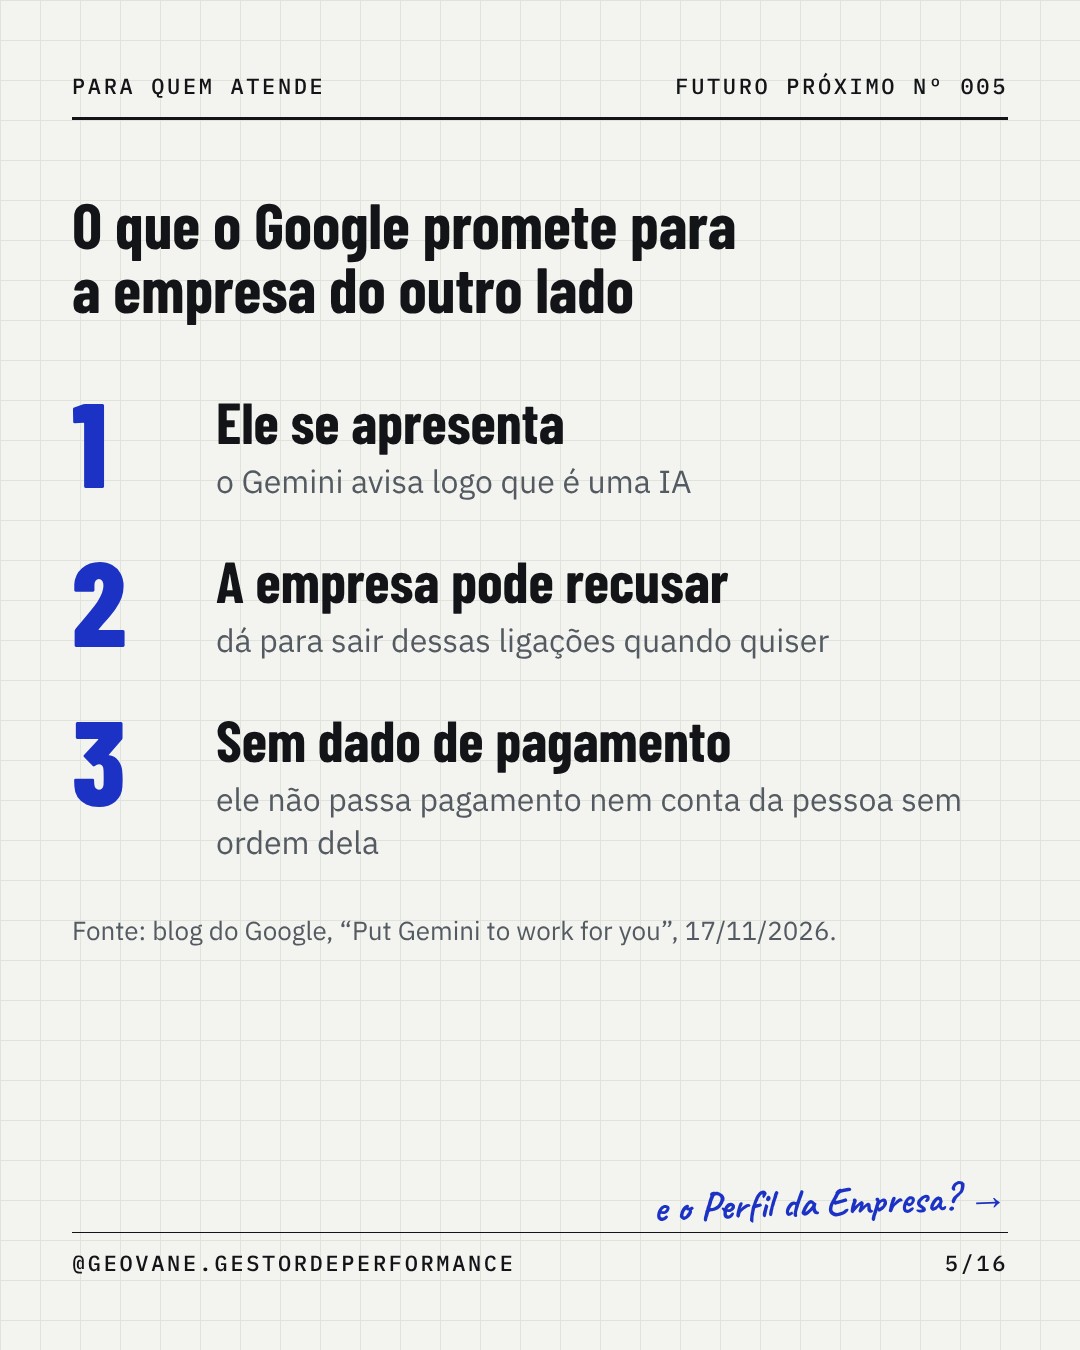 PARA QUEM ATENDE
FUTURO PRÓXIMO Nº 005
O que o Google promete para
a empresa do outro lado
1
Ele se apresenta
o Gemini avisa logo que é uma IA
2
A empresa pode recusar
dá para sair dessas ligações quando quiser
3
Sem dado de pagamento
ele não passa pagamento nem conta da pessoa sem
ordem dela
Fonte: blog do Google, “Put Gemini to work for you”, 17/11/2026.
e o Perfil da Empresa? →
@GEOVANE.GESTORDEPERFORMANCE
5/16